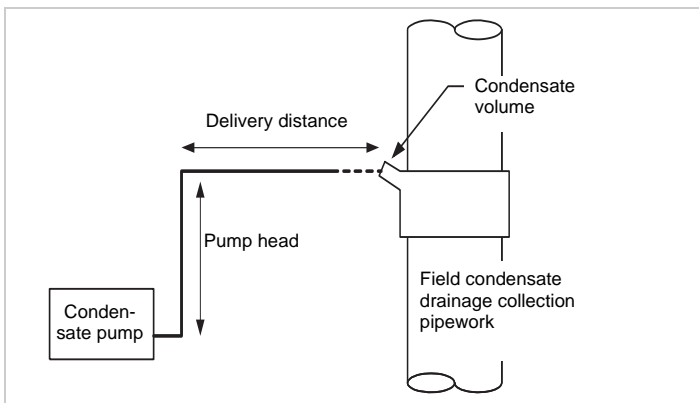 Condensate
volume
Delivery distance
Pump head
Conden-
sate pump
Field condensate
drainage collection
pipework